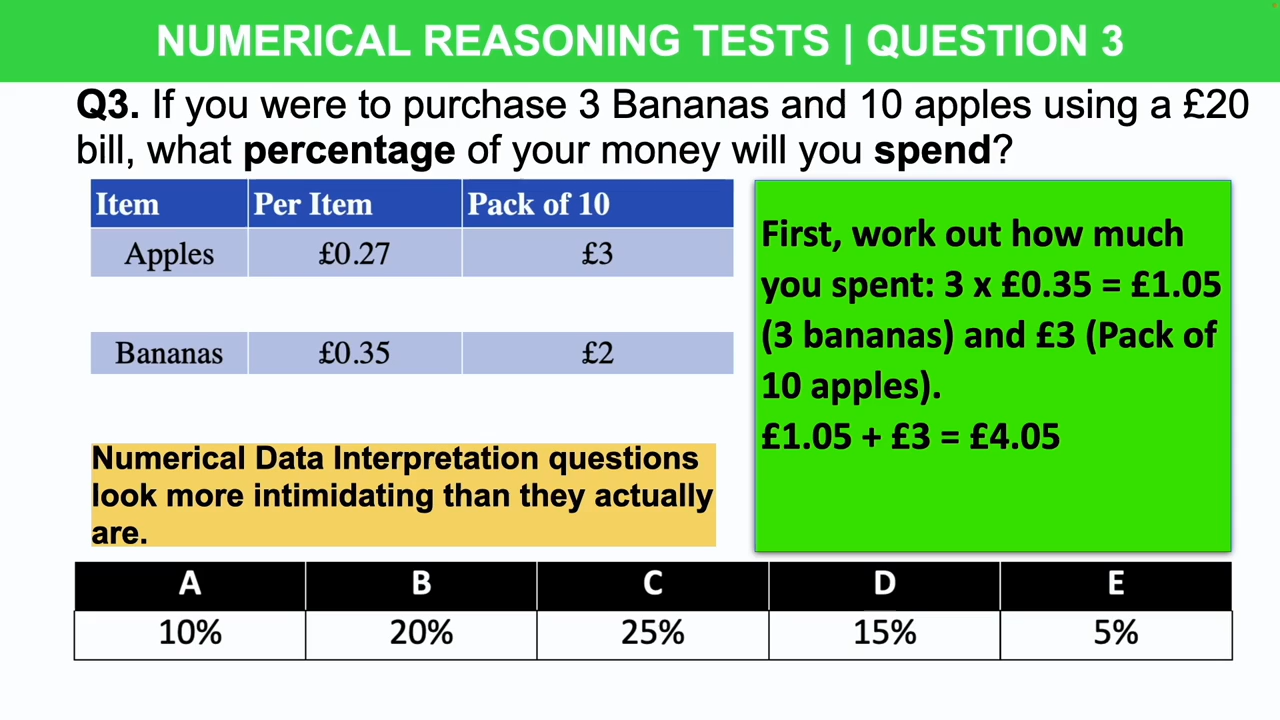 NUMERICAL REASONING TESTS | QUESTION 3
Q3. If you were to purchase 3 Bananas and 10 apples using a £20
bill, what percentage of your money will you spend?
Item Per Item Pack of 10
Apples £0.27 £3
Bananas £0.35 £2
First, work out how much
you spent: 3 x £0.35 = £1.05
(3 bananas) and £3 (Pack of
10 apples).
£1.05 + £3 = £4.05
Numerical Data Interpretation questions
look more intimidating than they actually
are.
A B C D E
10% 20% 25% 15% 5%